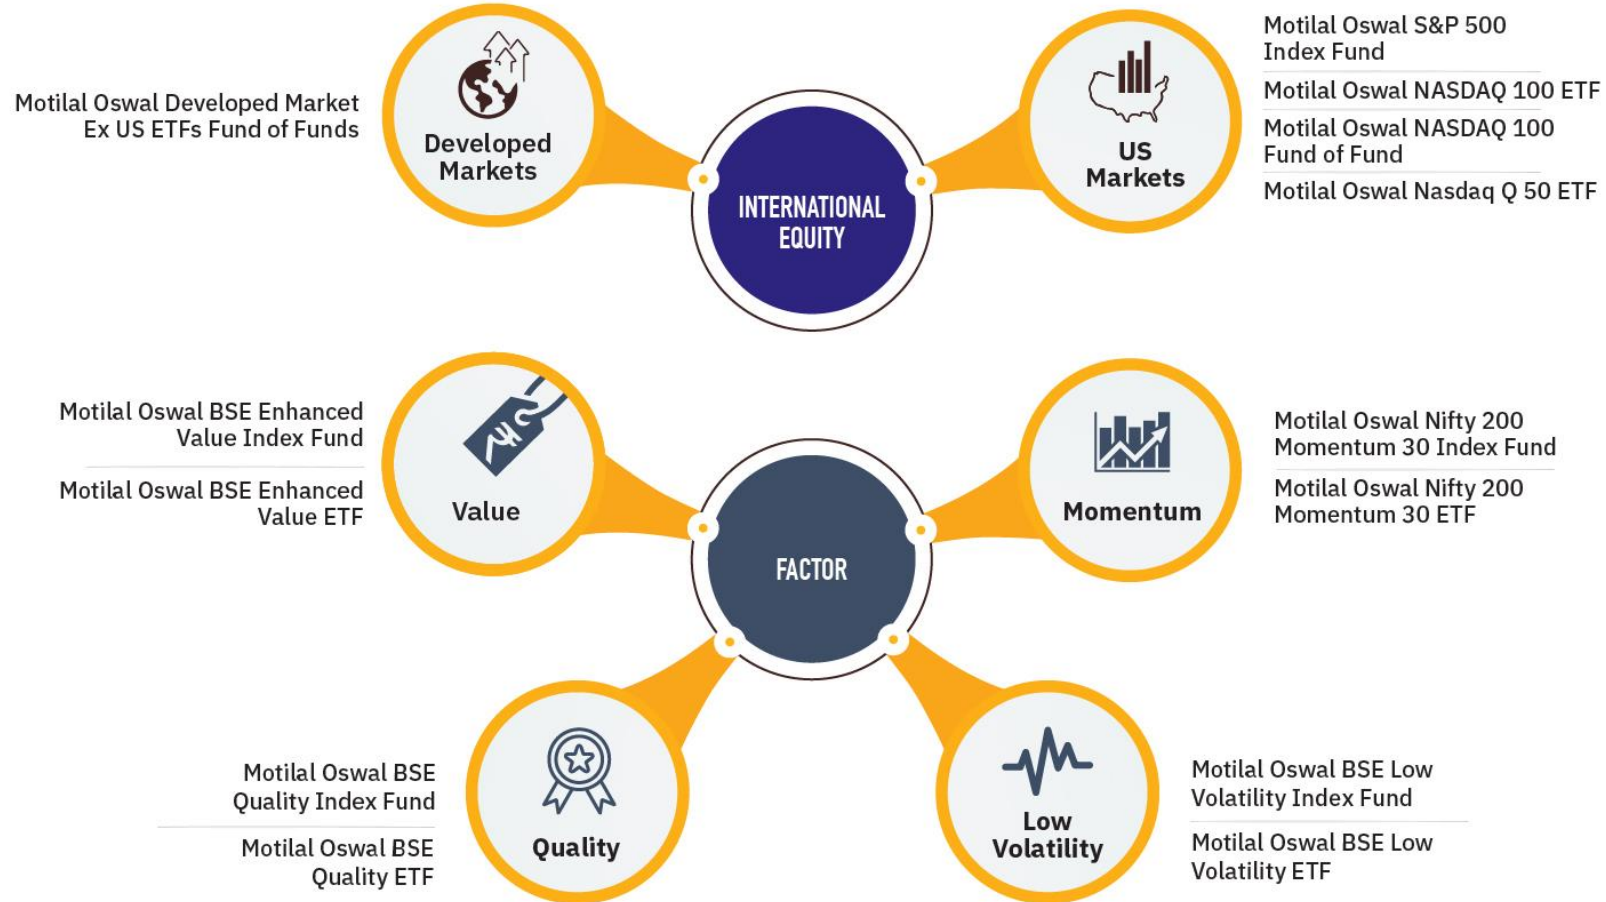 Motilal Oswal Developed Market
Ex US ETFs Fund of Funds
Developed
Markets
INTERNATIONAL
EQUITY
US
Markets
Motilal Oswal S&P 500
Index Fund
Motilal Oswal NASDAQ 100 ETF
Motilal Oswal NASDAQ 100
Fund of Fund
Motilal Oswal Nasdaq Q 50 ETF
Motilal Oswal BSE Enhanced
Value Index Fund
Motilal Oswal BSE Enhanced
Value ETF
₹
Value
FACTOR
Momentum
Motilal Oswal Nifty 200
Momentum 30 Index Fund
Motilal Oswal Nifty 200
Momentum 30 ETF
Motilal Oswal BSE
Quality Index Fund
Motilal Oswal BSE
Quality ETF
Quality
Low
Volatility
Motilal Oswal BSE Low
Volatility Index Fund
Motilal Oswal BSE Low
Volatility ETF